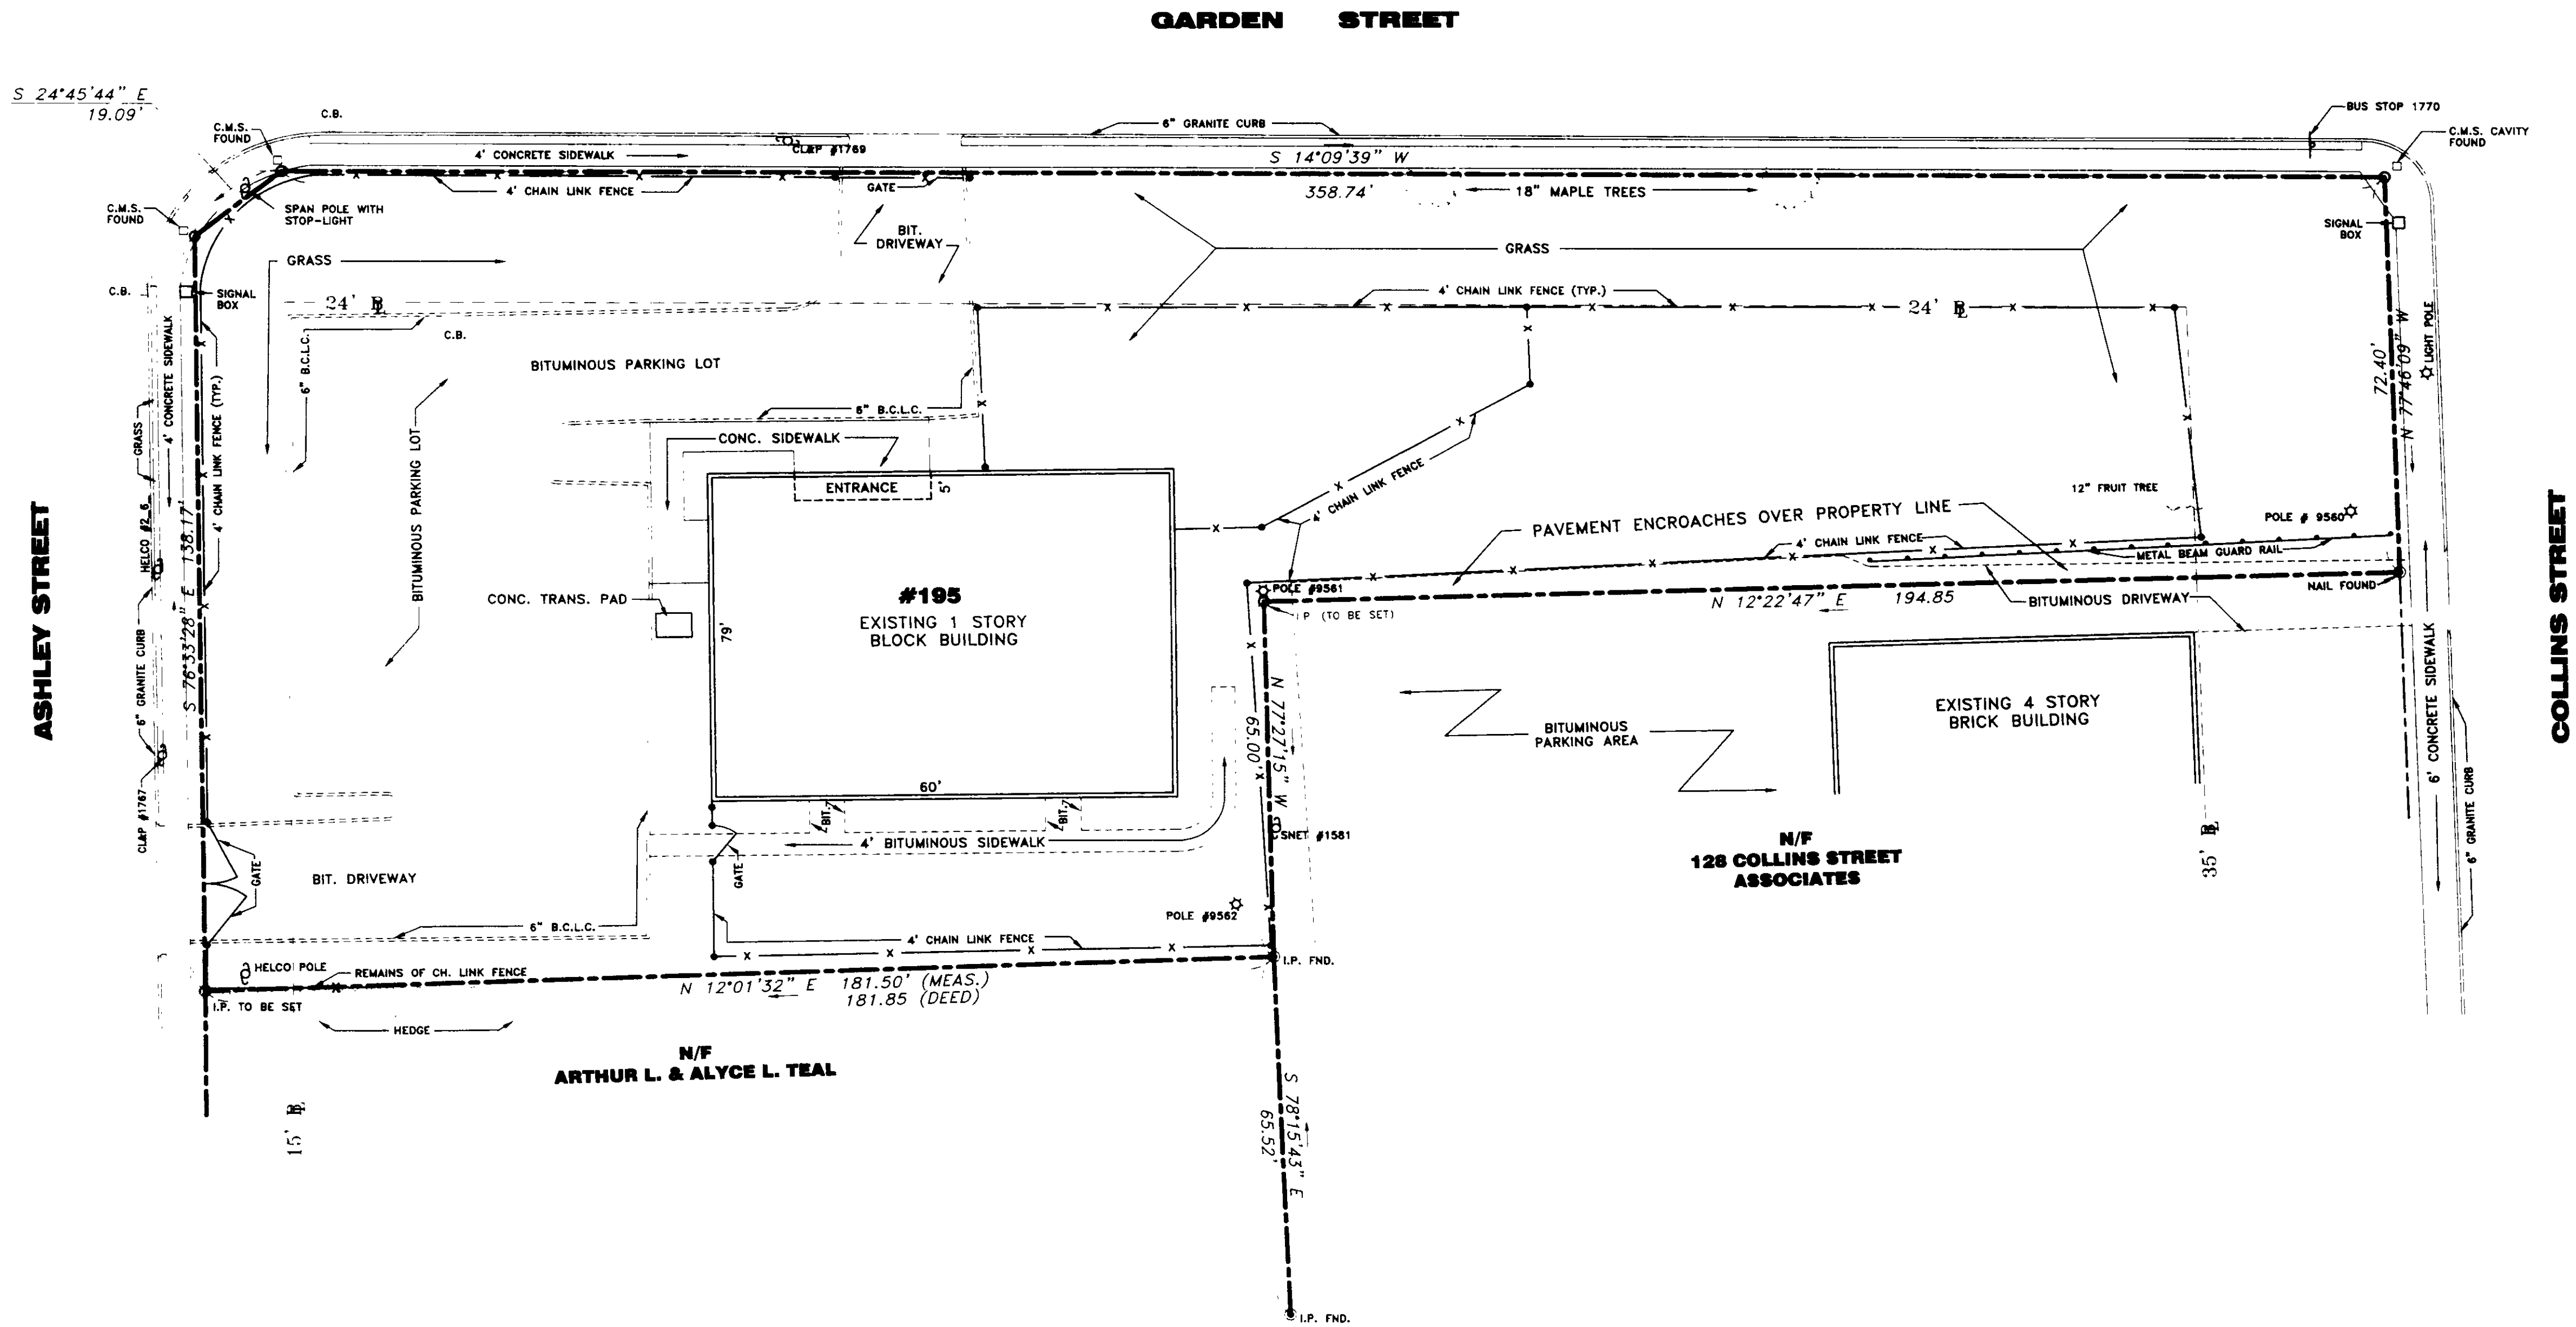 GARDEN STREET
S 24°45'44" E
19.09'
C.B.
C.M.S.
FOUND
6" GRANITE CURB
BUS STOP 1770
C.M.S. CAVITY
FOUND
CL&P #1769
4' CONCRETE SIDEWALK
S 14°09'39" W
358.74'
4' CHAIN LINK FENCE
GATE
18" MAPLE TREES
C.M.S.
FOUND
SPAN POLE WITH
STOP-LIGHT
BIT.
DRIVEWAY
SIGNAL
BOX
GRASS
GRASS
C.B.
SIGNAL
BOX
24' BL
4' CHAIN LINK FENCE (TYP.)
24' BL
C.B.
6" B.C.L.C.
BITUMINOUS PARKING LOT
4' CONCRETE SIDEWALK
4' CHAIN LINK FENCE (TYP.)
GRASS
LIGHT POLE
72.40'
N 77°46'09" W
6" B.C.L.C.
CONC. SIDEWALK
ENTRANCE
5'
4' CHAIN LINK FENCE
12" FRUIT TREE
PAVEMENT ENCROACHES OVER PROPERTY LINE
POLE # 9560
4' CHAIN LINK FENCE
METAL BEAM GUARD RAIL
NAIL FOUND
ASHLEY STREET
HELCO #2_6
S 76°33'28" E 138.17'
BITUMINOUS PARKING LOT
CONC. TRANS. PAD
#195
EXISTING 1 STORY
BLOCK BUILDING
79'
60'
POLE #9561
I.P. (TO BE SET)
N 12°22'47" E 194.85
BITUMINOUS DRIVEWAY
COLLINS STREET
6' CONCRETE SIDEWALK
6" GRANITE CURB
6" GRANITE CURB
CL&P #1767
N 77°27'15" W
65.00'
BITUMINOUS
PARKING AREA
EXISTING 4 STORY
BRICK BUILDING
BIT.
BIT.
4' BITUMINOUS SIDEWALK
SNET #1581
N/F
128 COLLINS STREET
ASSOCIATES
35' BL
GATE
BIT. DRIVEWAY
GATE
POLE #9562
6" B.C.L.C.
4' CHAIN LINK FENCE
HELCO POLE
REMAINS OF CH. LINK FENCE
I.P. FND.
N 12°01'32" E 181.50' (MEAS.)
181.85 (DEED)
I.P. TO BE SET
HEDGE
N/F
ARTHUR L. & ALYCE L. TEAL
15' BL
S 78°15'43" E
65.52'
I.P. FND.